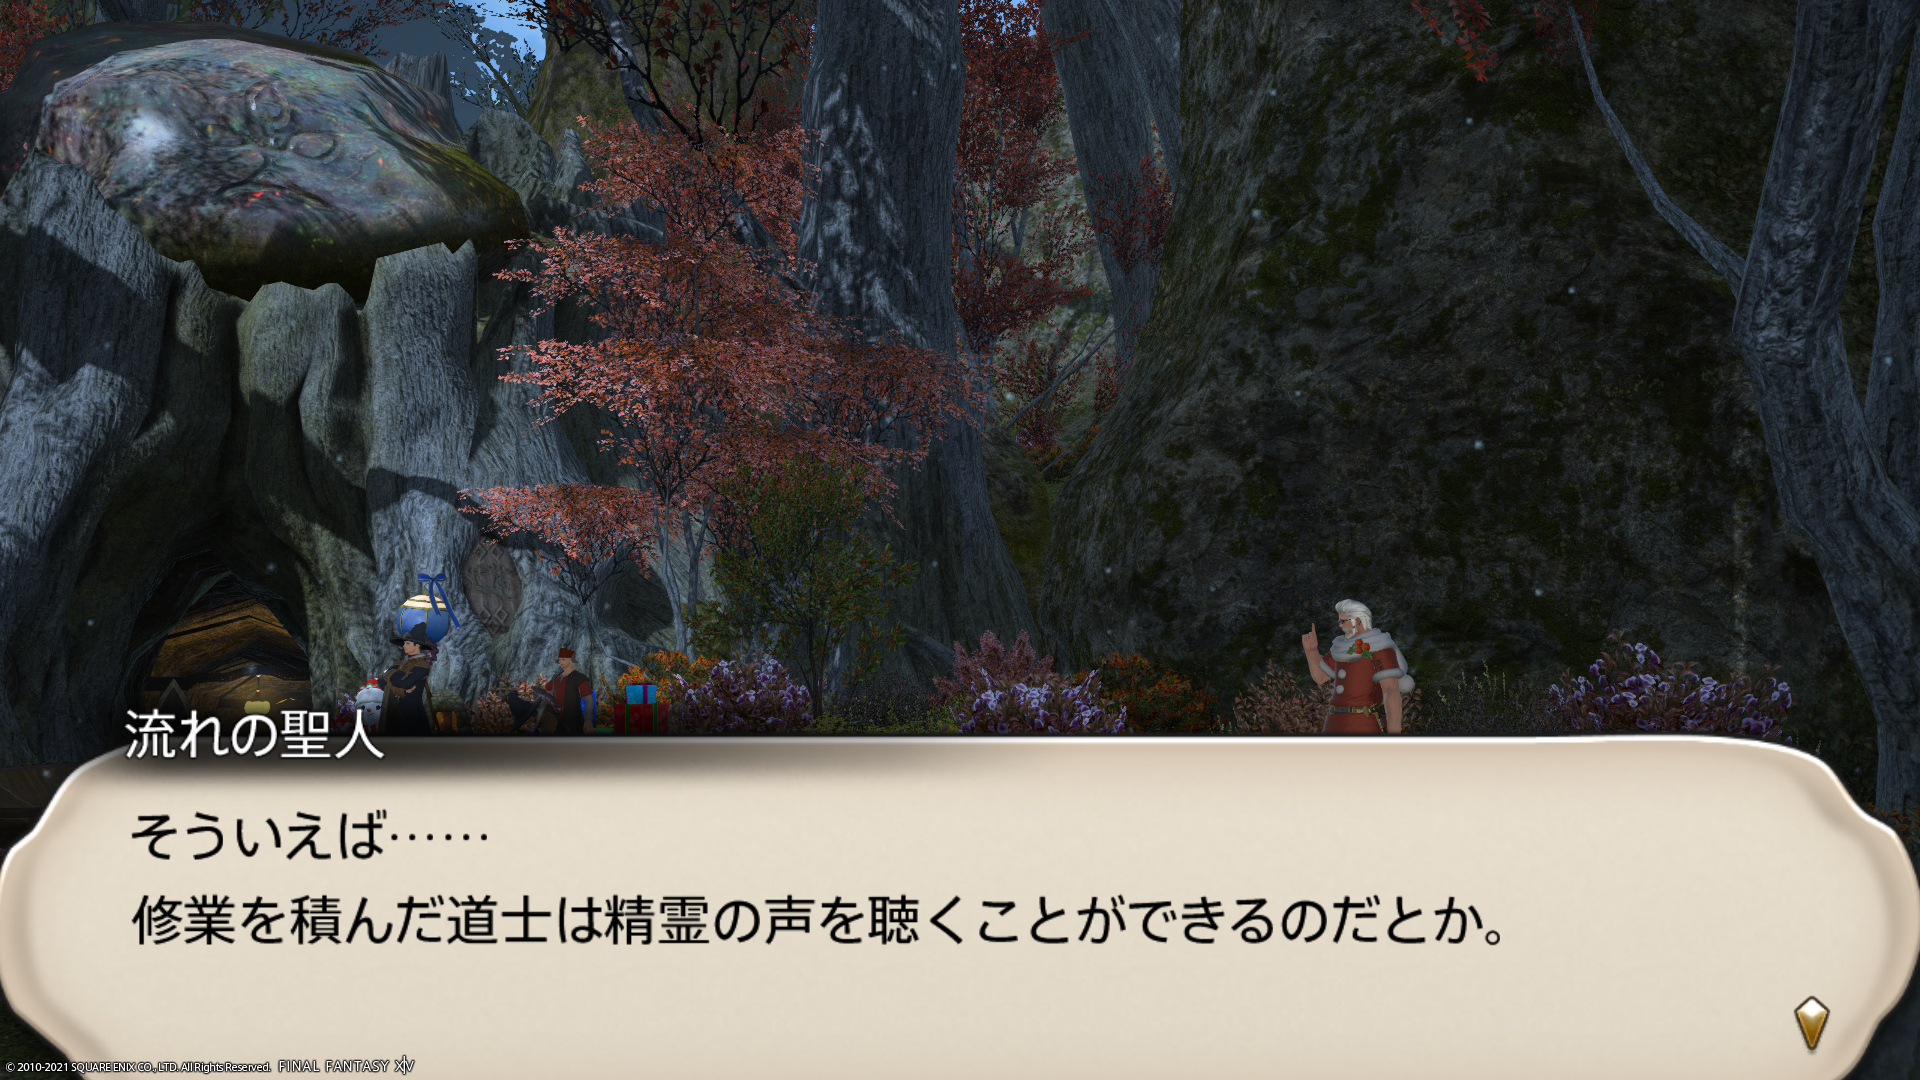 流れの聖人
そういえば……
修業を積んだ道士は精霊の声を聴くことができるのだとか。
© 2010-2021 SQUARE ENIX CO., LTD. All Rights Reserved. FINAL FANTASY XIV